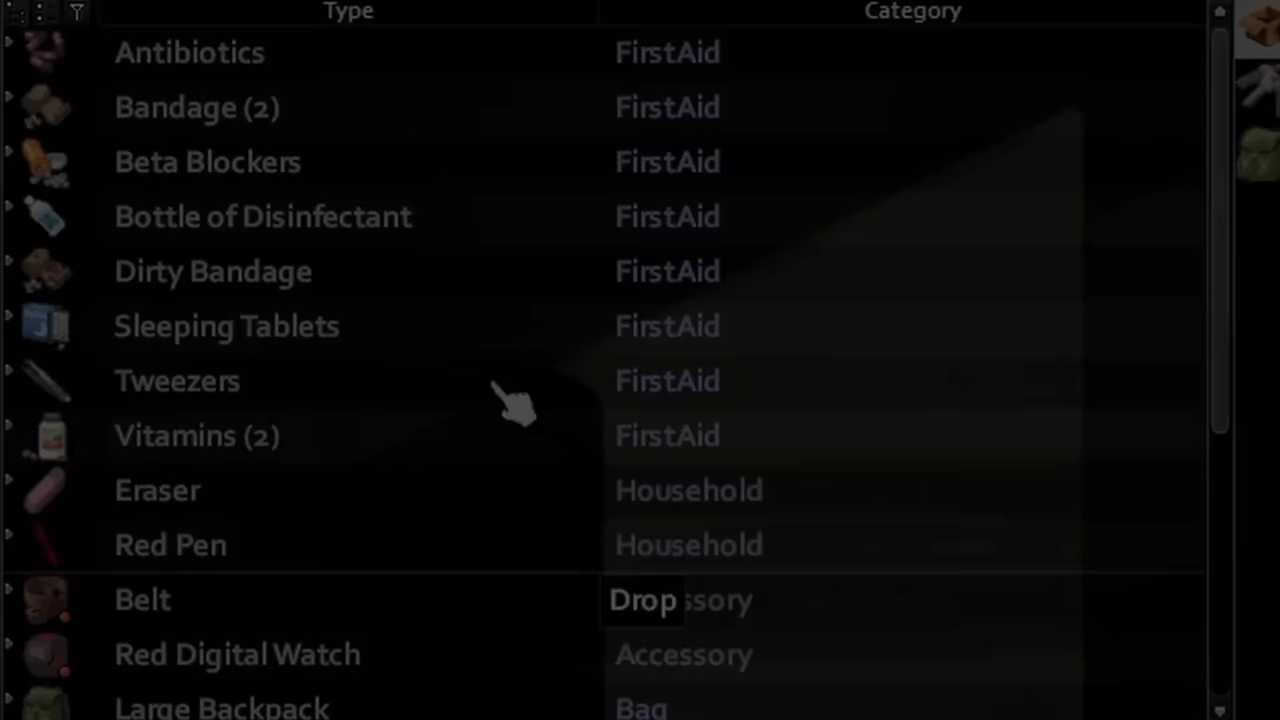 Type Category
Antibiotics FirstAid
Bandage (2) FirstAid
Beta Blockers FirstAid
Bottle of Disinfectant FirstAid
Dirty Bandage FirstAid
Sleeping Tablets FirstAid
Tweezers FirstAid
Vitamins (2) FirstAid
Eraser Household
Red Pen Household
Belt Drop ssory
Red Digital Watch Accessory
Large Backpack Bag